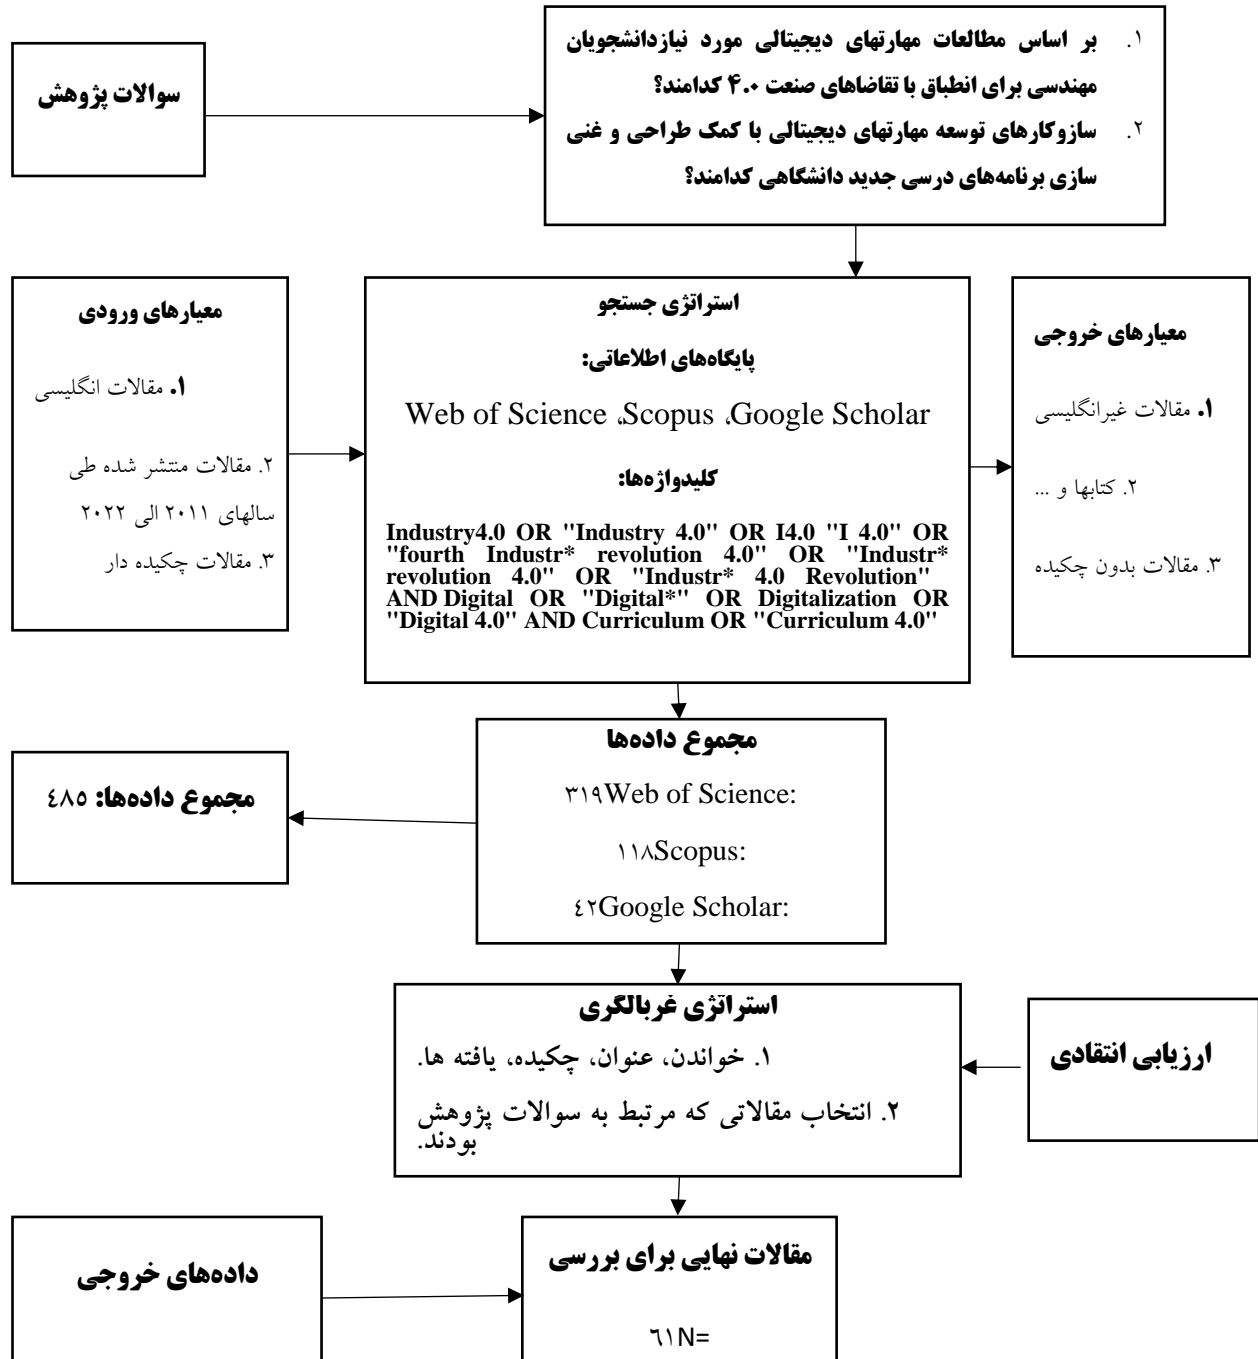 سوالات پژوهش
۱. بر اساس مطالعات مهارتهای دیجیتالی مورد نیازدانشجویان
مهندسی برای انطباق با تقاضاهای صنعت ۴.۰ کدامند؟
۲. سازوکارهای توسعه مهارتهای دیجیتالی با کمک طراحی و غنی
سازی برنامه‌های درسی جدید دانشگاهی کدامند؟
معیارهای ورودی
۱. مقالات انگلیسی
۲. مقالات منتشر شده طی
سالهای ۲۰۱۱ الی ۲۰۲۲
۳. مقالات چکیده دار
استراتژی جستجو
پایگاه‌های اطلاعاتی:
Web of Science ،Scopus ،Google Scholar
کلیدواژه‌ها:
Industry4.0 OR "Industry 4.0" OR I4.0 "I 4.0" OR
"fourth Industr* revolution 4.0" OR "Industr*
revolution 4.0" OR "Industr* 4.0 Revolution"
AND Digital OR "Digital*" OR Digitalization OR
"Digital 4.0" AND Curriculum OR "Curriculum 4.0"
معیارهای خروجی
۱. مقالات غیرانگلیسی
۲. کتابها و ...
۳. مقالات بدون چکیده
مجموع داده‌ها
۳۱۹Web of Science:
۱۱۸Scopus:
٤۲Google Scholar:
مجموع داده‌ها: ٤٨٥
استراتژی غربالگری
۱. خواندن، عنوان، چکیده، یافته ها.
۲. انتخاب مقالاتی که مرتبط به سوالات پژوهش
بودند.
ارزیابی انتقادی
داده‌های خروجی
مقالات نهایی برای بررسی
٦١N=